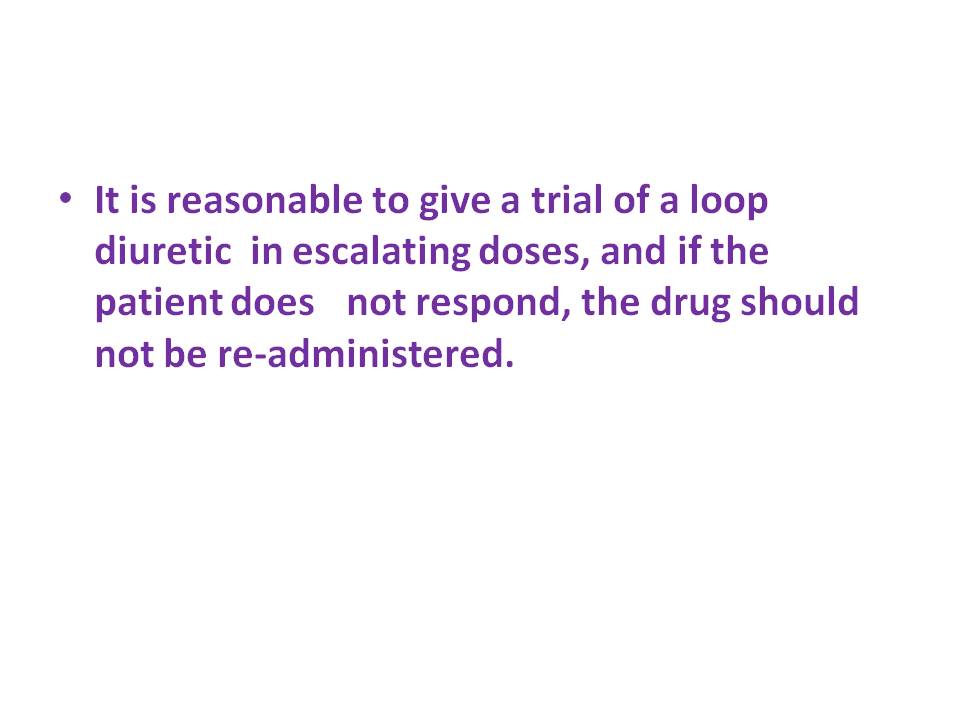 • It is reasonable to give a trial of a loop
diuretic  in escalating doses, and if the
patient does   not respond, the drug should
not be re-administered.